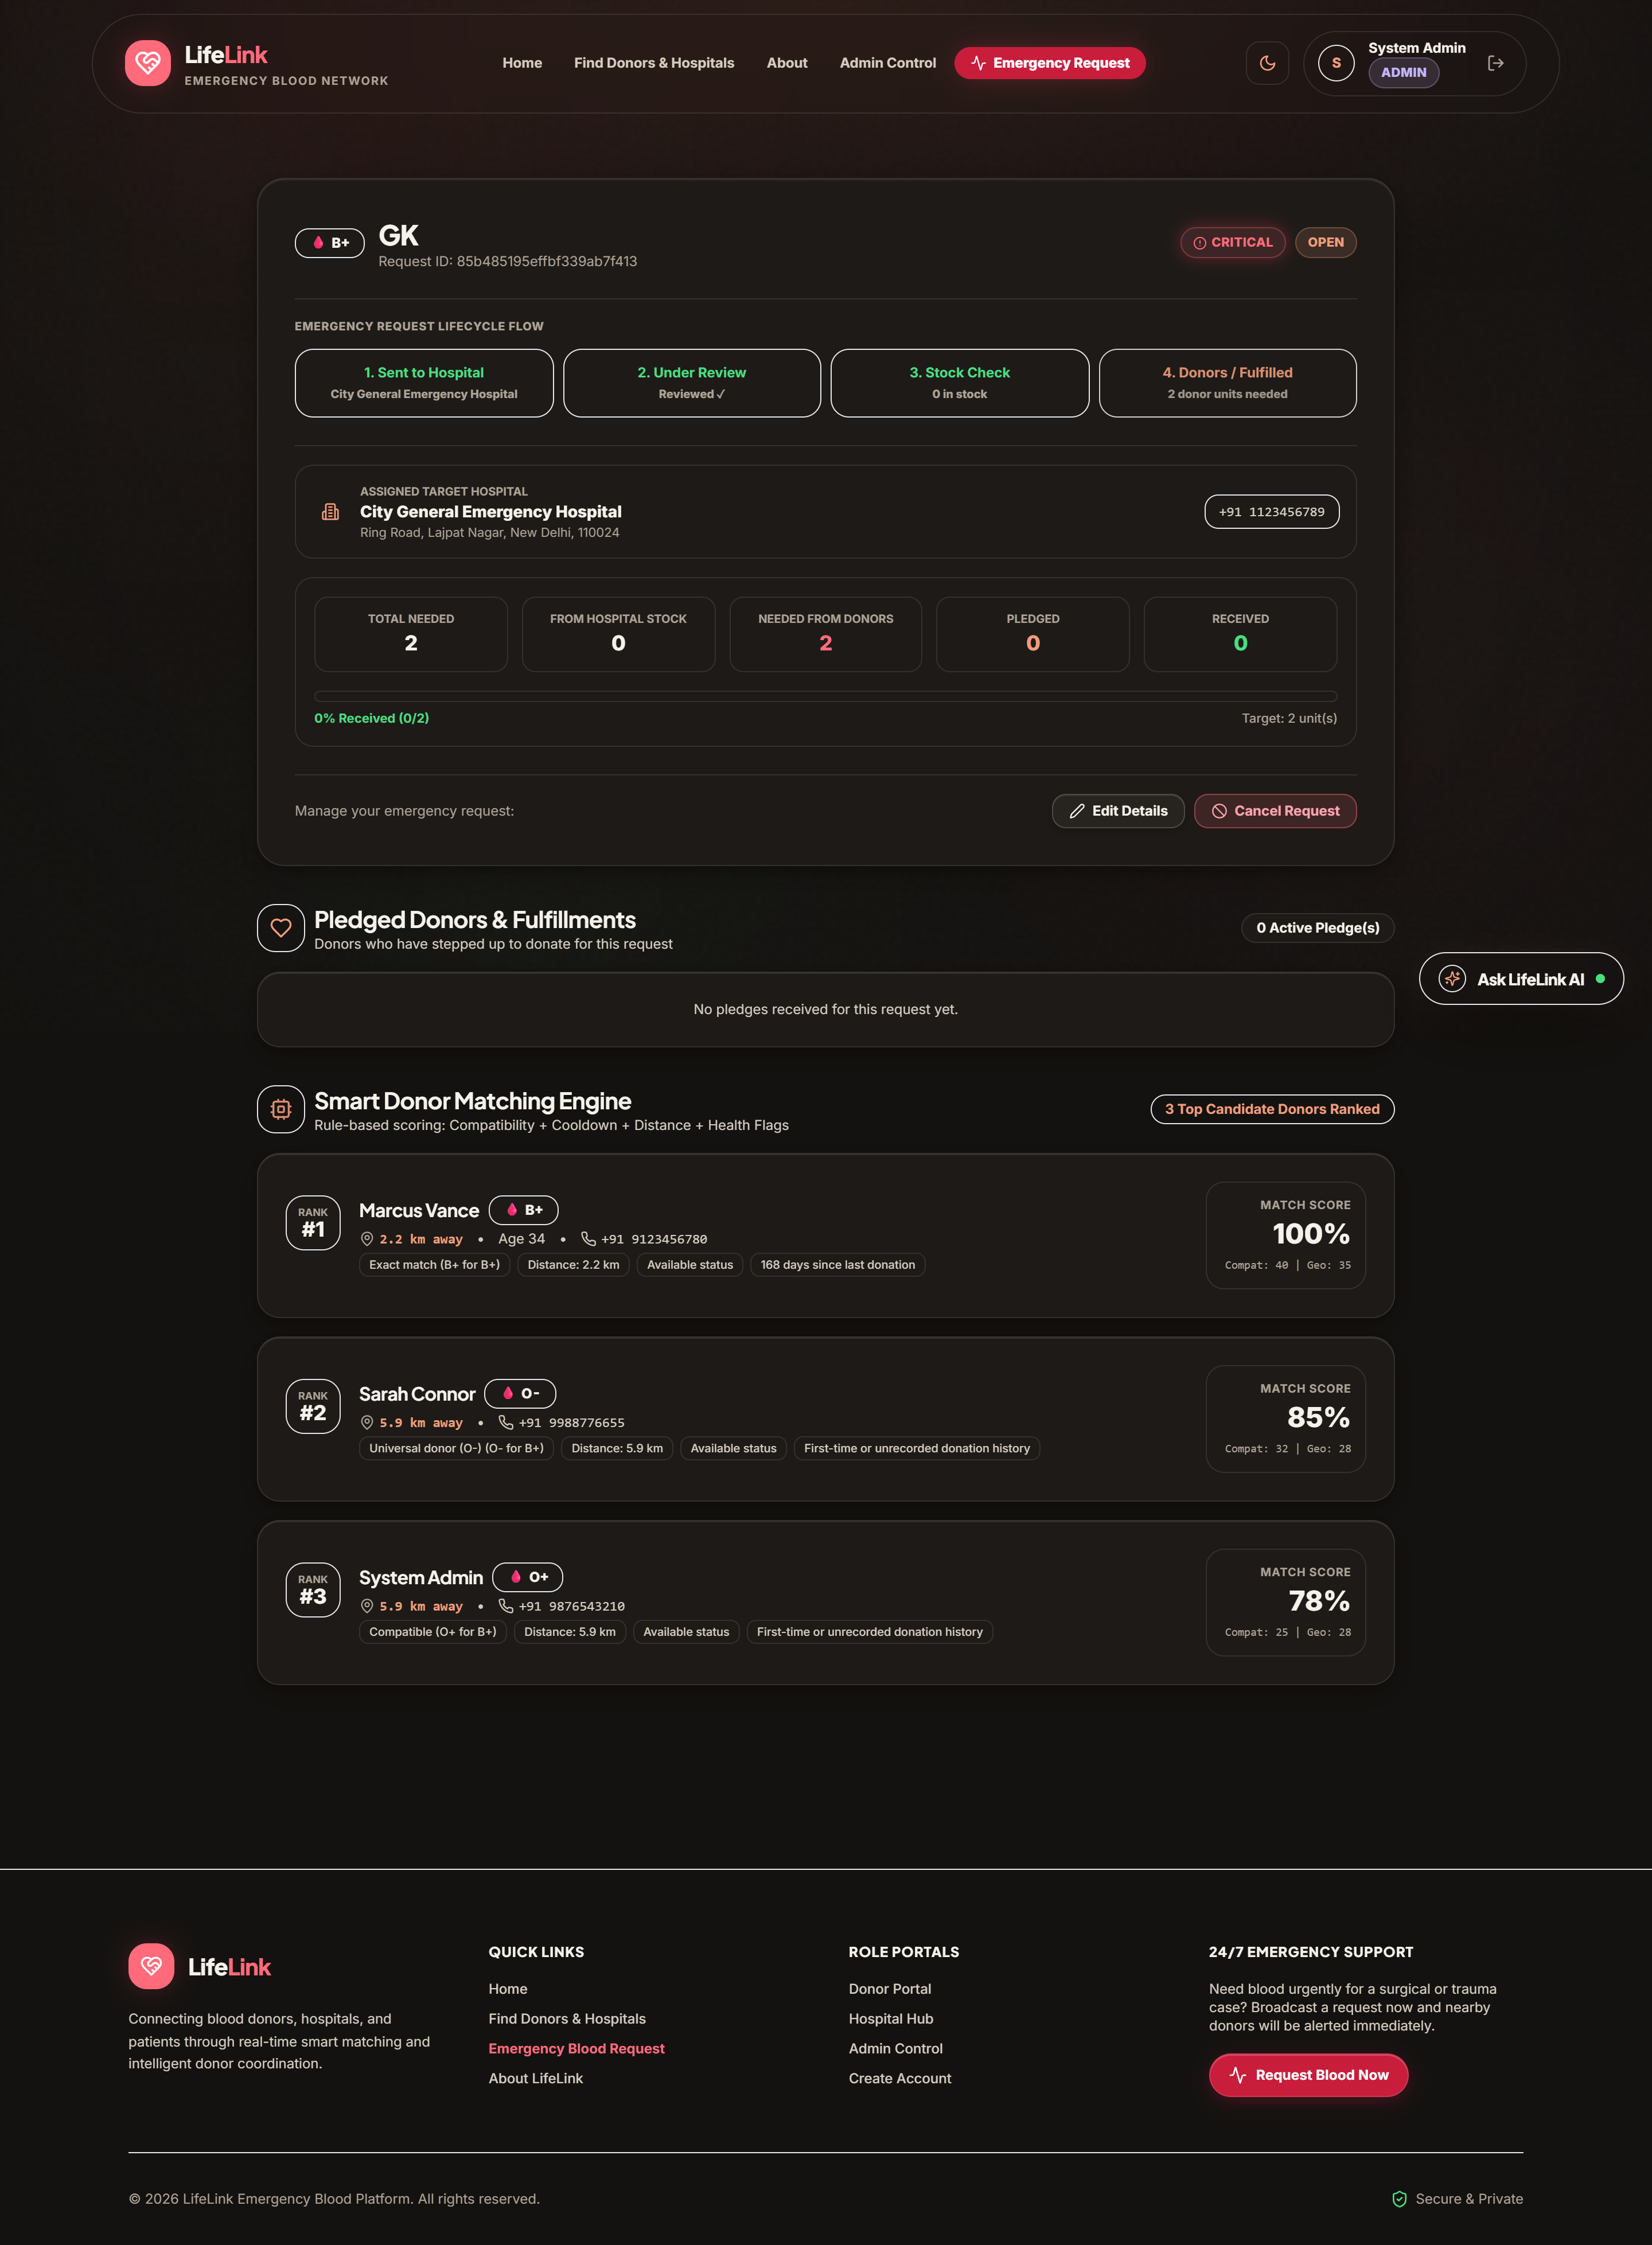 LifeLink
EMERGENCY BLOOD NETWORK
Home
Find Donors & Hospitals
About
Admin Control
Emergency Request
S
System Admin
ADMIN
B+
GK
Request ID: 85b485195effbf339ab7f413
CRITICAL
OPEN
EMERGENCY REQUEST LIFECYCLE FLOW
1. Sent to Hospital
City General Emergency Hospital
2. Under Review
Reviewed ✓
3. Stock Check
0 in stock
4. Donors / Fulfilled
2 donor units needed
ASSIGNED TARGET HOSPITAL
City General Emergency Hospital
Ring Road, Lajpat Nagar, New Delhi, 110024
+91 1123456789
TOTAL NEEDED
2
FROM HOSPITAL STOCK
0
NEEDED FROM DONORS
2
PLEDGED
0
RECEIVED
0
0% Received (0/2)
Target: 2 unit(s)
Manage your emergency request:
Edit Details
Cancel Request
Pledged Donors & Fulfillments
Donors who have stepped up to donate for this request
0 Active Pledge(s)
Ask LifeLink AI
No pledges received for this request yet.
Smart Donor Matching Engine
Rule-based scoring: Compatibility + Cooldown + Distance + Health Flags
3 Top Candidate Donors Ranked
RANK
#1
Marcus Vance
B+
2.2 km away • Age 34 • +91 9123456780
Exact match (B+ for B+)
Distance: 2.2 km
Available status
168 days since last donation
MATCH SCORE
100%
Compat: 40 | Geo: 35
RANK
#2
Sarah Connor
O-
5.9 km away • +91 9988776655
Universal donor (O-) (O- for B+)
Distance: 5.9 km
Available status
First-time or unrecorded donation history
MATCH SCORE
85%
Compat: 32 | Geo: 28
RANK
#3
System Admin
O+
5.9 km away • +91 9876543210
Compatible (O+ for B+)
Distance: 5.9 km
Available status
First-time or unrecorded donation history
MATCH SCORE
78%
Compat: 25 | Geo: 28
LifeLink
Connecting blood donors, hospitals, and
patients through real-time smart matching and
intelligent donor coordination.
QUICK LINKS
Home
Find Donors & Hospitals
Emergency Blood Request
About LifeLink
ROLE PORTALS
Donor Portal
Hospital Hub
Admin Control
Create Account
24/7 EMERGENCY SUPPORT
Need blood urgently for a surgical or trauma
case? Broadcast a request now and nearby
donors will be alerted immediately.
Request Blood Now
© 2026 LifeLink Emergency Blood Platform. All rights reserved.
Secure & Private